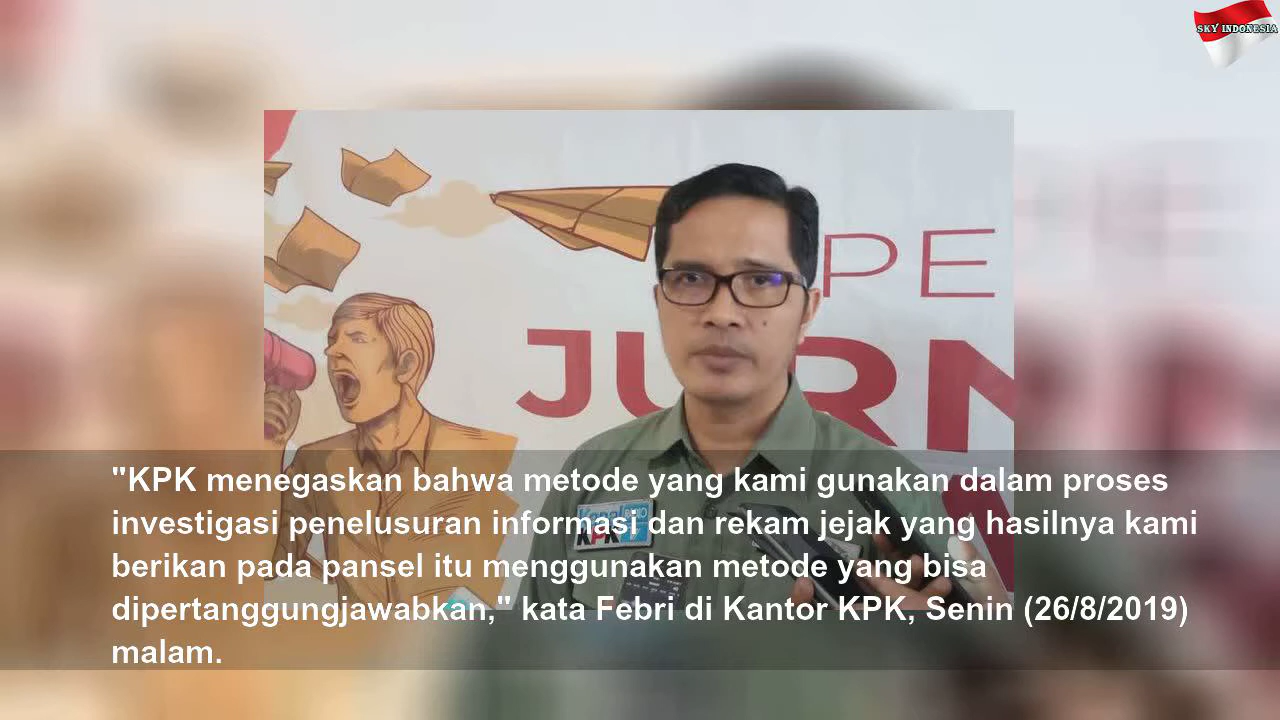 SKY INDONESIA
PE
JURN
Kanal
KPK
"KPK menegaskan bahwa metode yang kami gunakan dalam proses
investigasi penelusuran informasi dan rekam jejak yang hasilnya kami
berikan pada pansel itu menggunakan metode yang bisa
dipertanggungjawabkan," kata Febri di Kantor KPK, Senin (26/8/2019)
malam.